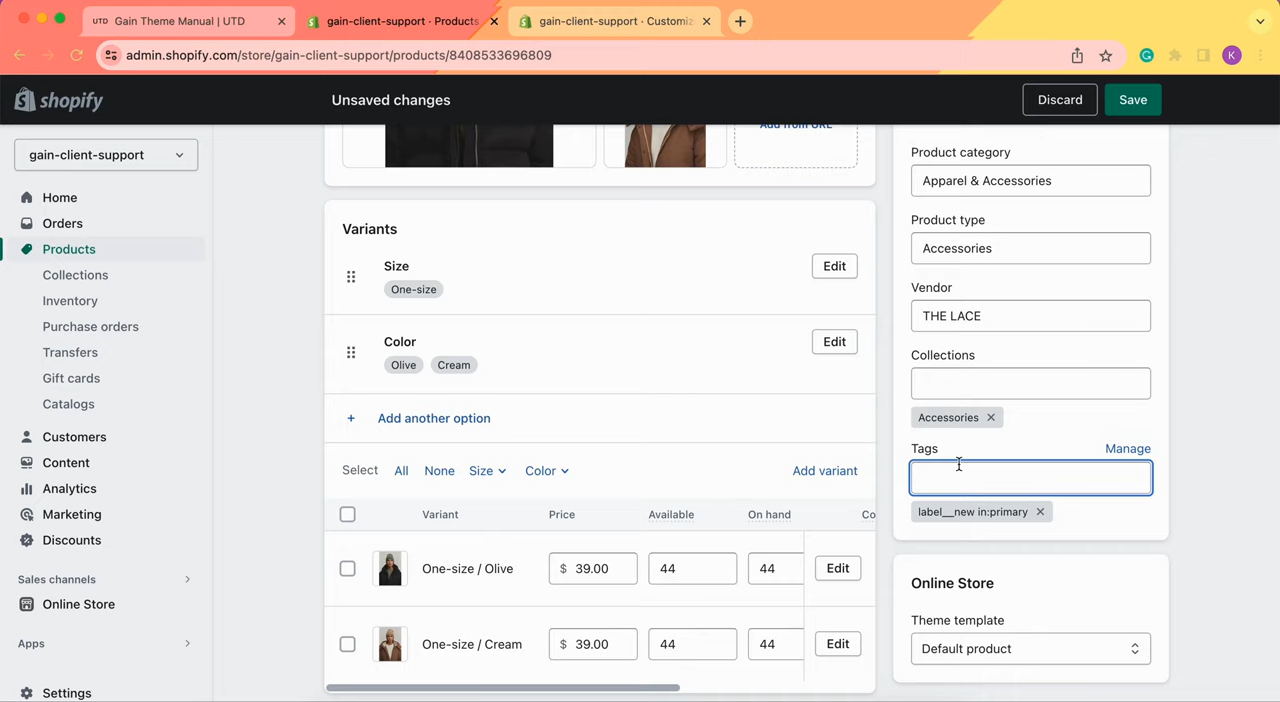 UTD Gain Theme Manual | UTD
gain-client-support · Products
gain-client-support · Customiz
admin.shopify.com/store/gain-client-support/products/8408533696809
K
shopify
Unsaved changes
Discard
Save
gain-client-support
Home
Orders
Products
Collections
Inventory
Purchase orders
Transfers
Gift cards
Catalogs
Customers
Content
Analytics
Marketing
Discounts
Sales channels
Online Store
Apps
Settings
Add from URL
Variants
Size
One-size
Edit
Color
Olive
Cream
Edit
+ Add another option
Select All None Size Color
Add variant
Variant Price Available On hand Co
One-size / Olive $ 39.00 44 44 Edit
One-size / Cream $ 39.00 44 44 Edit
Product category
Apparel & Accessories
Product type
Accessories
Vendor
THE LACE
Collections
Accessories
Tags
Manage
label__new in:primary
Online Store
Theme template
Default product